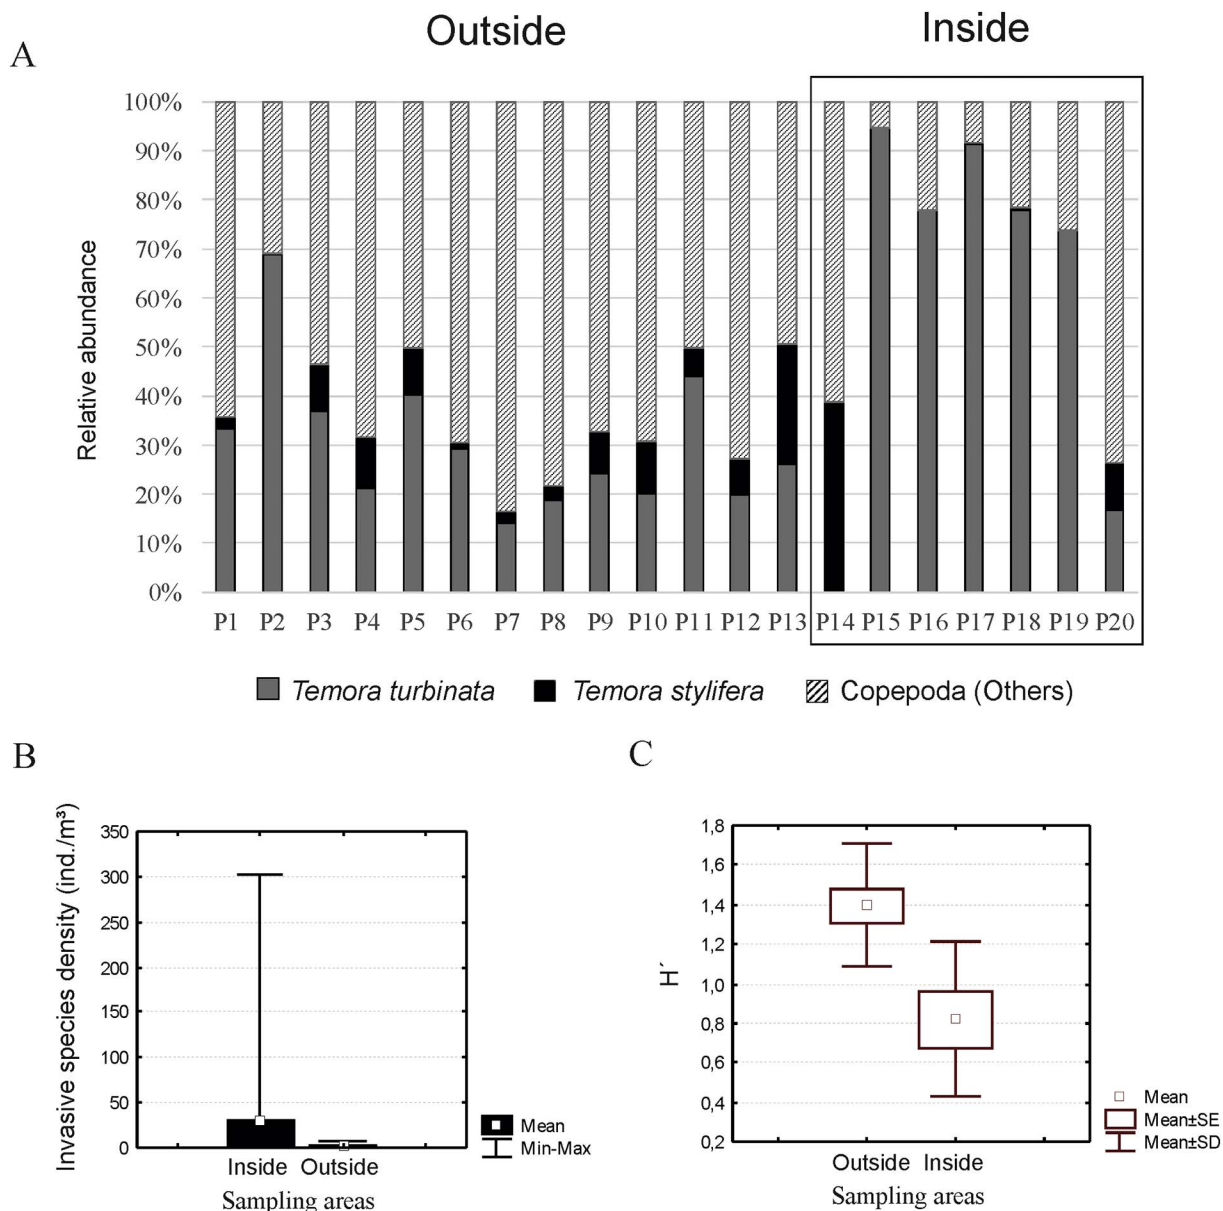 Outside Inside
A
100%
90%
80%
70%
60%
50%
40%
30%
20%
10%
0%
Relative abundance
P1 P2 P3 P4 P5 P6 P7 P8 P9 P10 P11 P12 P13 P14 P15 P16 P17 P18 P19 P20
Temora turbinata Temora stylifera Copepoda (Others)
B
Invasive species density (ind./m³)
350
300
250
200
150
100
50
0
Inside Outside
Sampling areas
Mean
Min-Max
C
H´
1,8
1,6
1,4
1,2
1,0
0,8
0,6
0,4
0,2
Outside Inside
Sampling areas
Mean
Mean±SE
Mean±SD